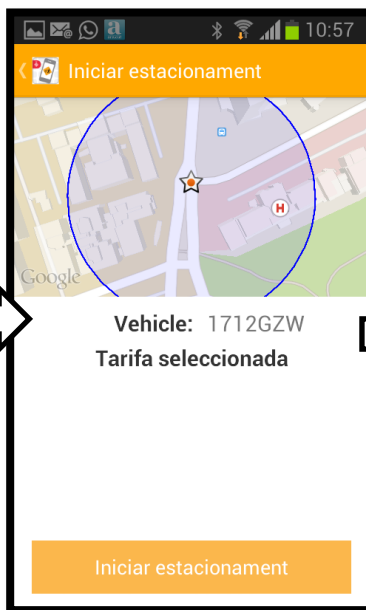 10:57
Iniciar estacionament
H
Google
Vehicle: 1712GZW
Tarifa seleccionada
Iniciar estacionament